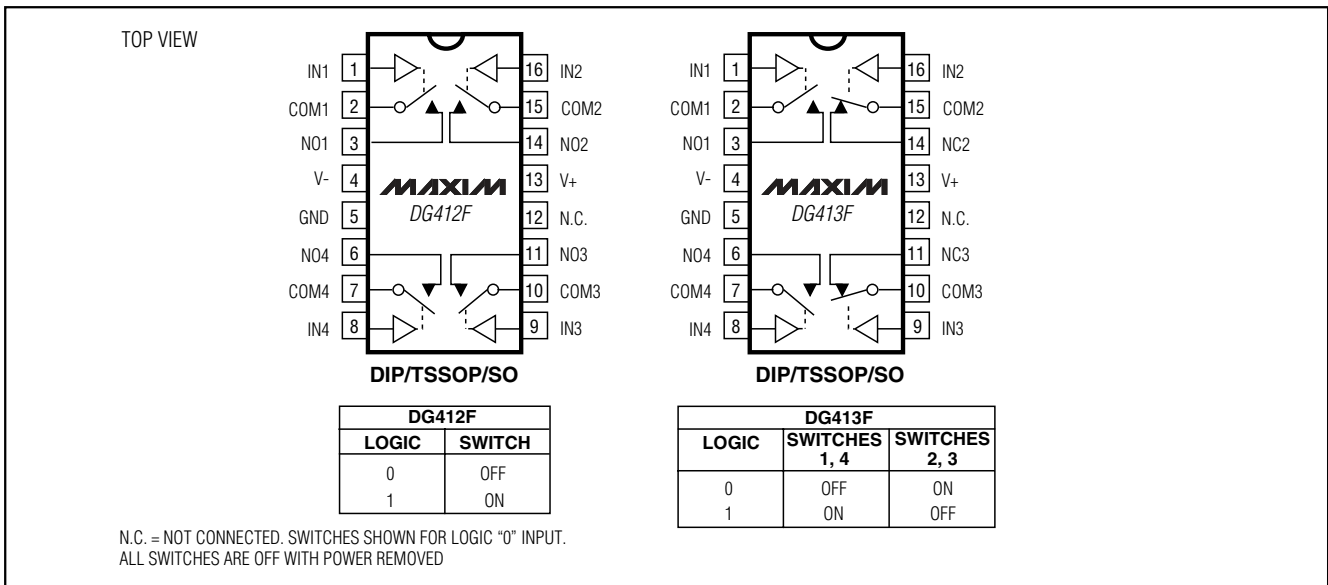 TOP VIEW
IN1 1 16 IN2
COM1 2 15 COM2
NO1 3 14 NO2
V- 4 13 V+
GND 5 12 N.C.
NO4 6 11 NO3
COM4 7 10 COM3
IN4 8 9 IN3
MAXIM
DG412F
DIP/TSSOP/SO
IN1 1 16 IN2
COM1 2 15 COM2
NO1 3 14 NC2
V- 4 13 V+
GND 5 12 N.C.
NO4 6 11 NC3
COM4 7 10 COM3
IN4 8 9 IN3
MAXIM
DG413F
DIP/TSSOP/SO
DG412F
LOGIC SWITCH
0 OFF
1 ON
DG413F
LOGIC SWITCHES 1, 4 SWITCHES 2, 3
0 OFF ON
1 ON OFF
N.C. = NOT CONNECTED. SWITCHES SHOWN FOR LOGIC “0” INPUT.
ALL SWITCHES ARE OFF WITH POWER REMOVED